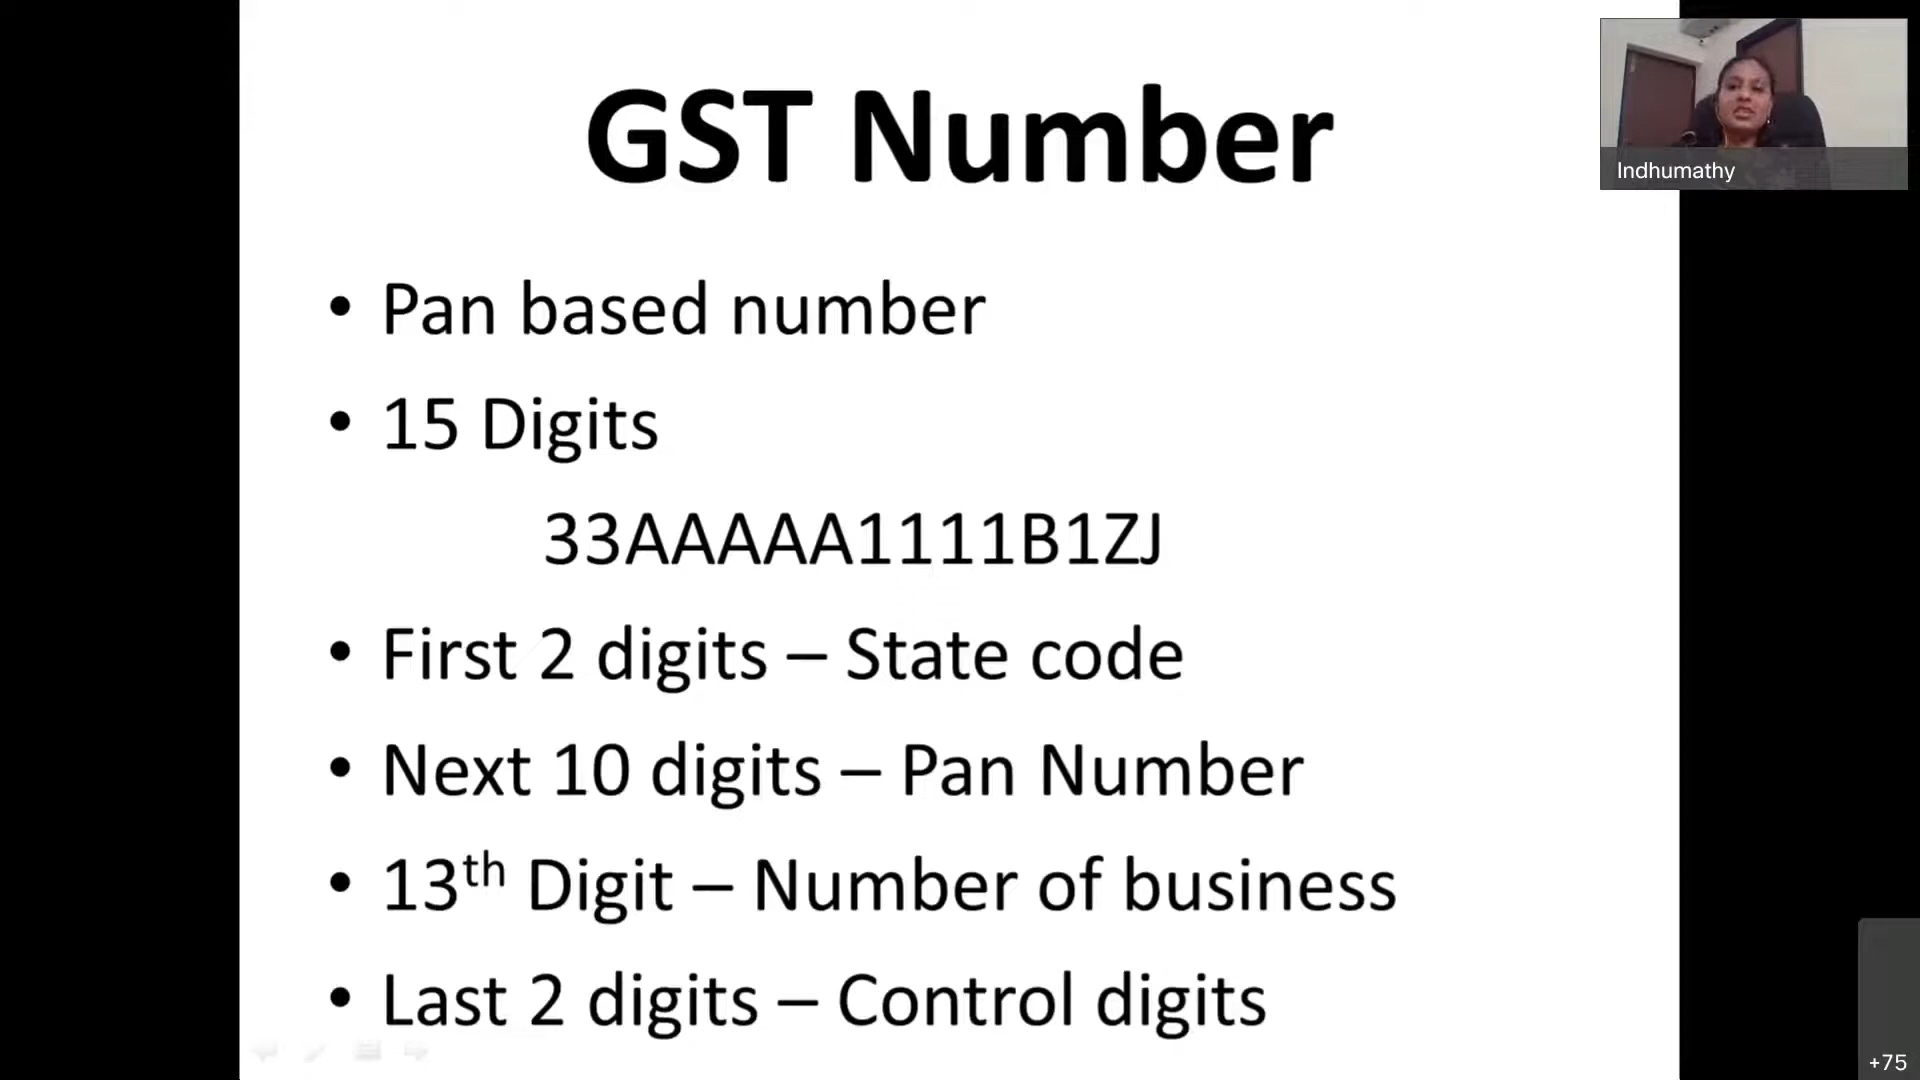 GST Number
Indhumathy
• Pan based number
• 15 Digits
33AAAAA1111B1ZJ
• First 2 digits – State code
• Next 10 digits – Pan Number
• 13th Digit – Number of business
• Last 2 digits – Control digits
+75